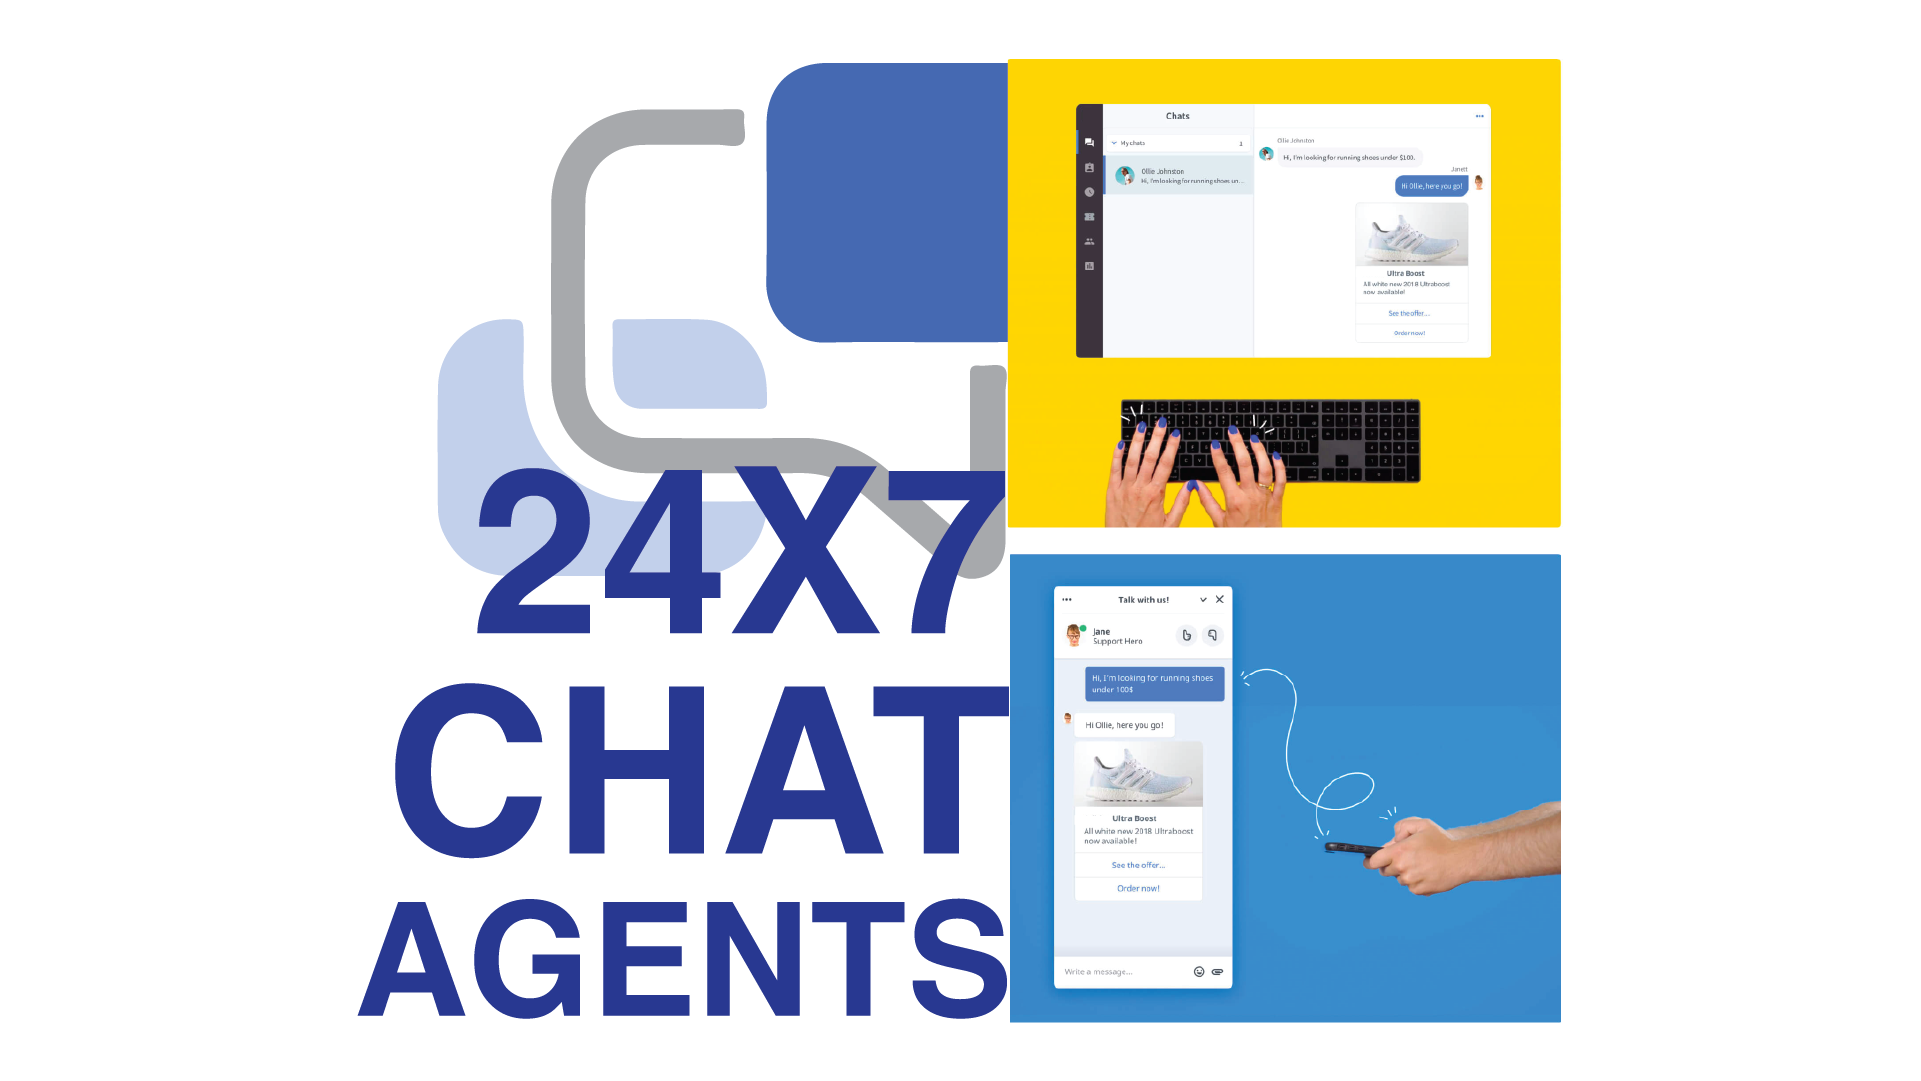 24X7
CHAT
AGENTS
Chats
My chats
1
Ollie Johnston
Hi, I'm looking for running shoes un...
Ollie Johnston
Hi, I'm looking for running shoes under $100.
Janett
Hi Ollie, here you go!
Ultra Boost
All white new 2018 Ultraboost
now available!
See the offer...
Order now!
Talk with us!
Jane
Support Hero
Hi, I'm looking for running shoes
under 100$
Hi Ollie, here you go!
Ultra Boost
All white new 2018 Ultraboost
now available!
See the offer...
Order now!
Write a message...